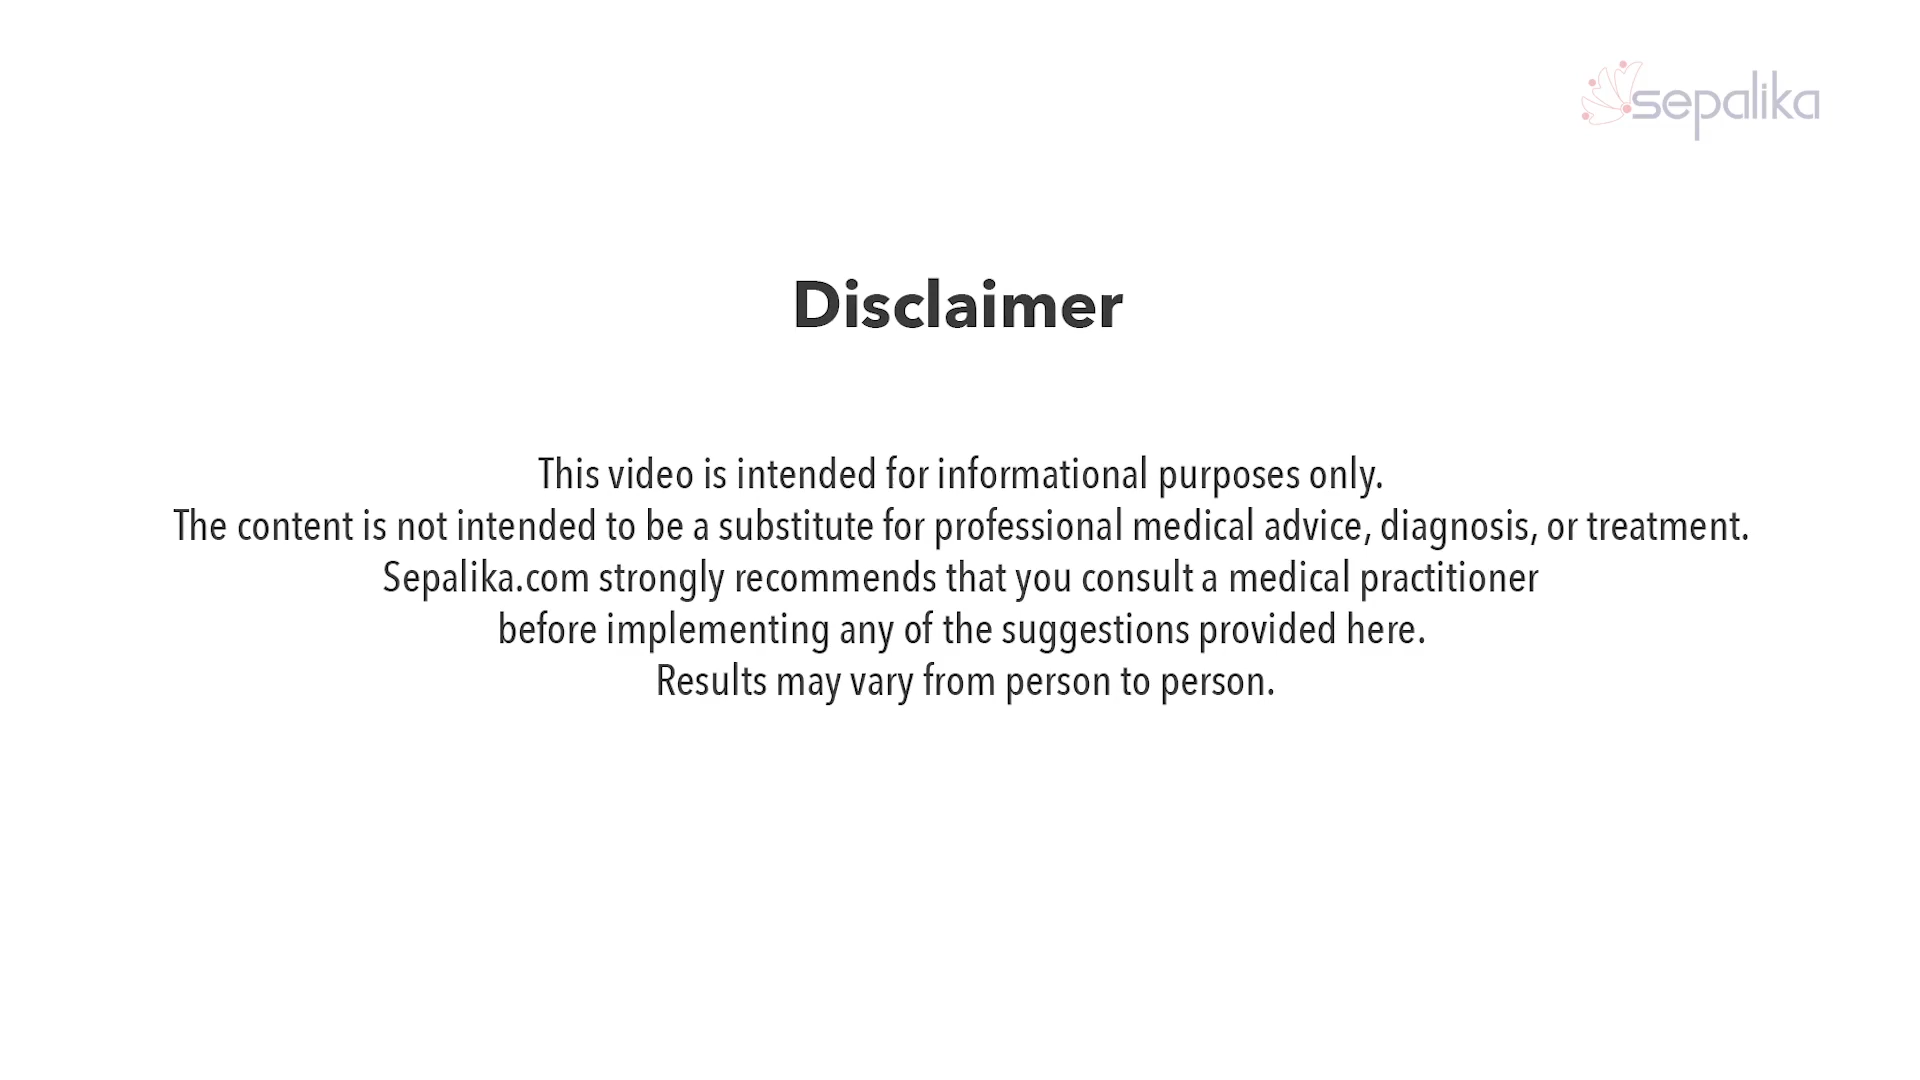 sepalika
Disclaimer
This video is intended for informational purposes only.
The content is not intended to be a substitute for professional medical advice, diagnosis, or treatment.
Sepalika.com strongly recommends that you consult a medical practitioner
before implementing any of the suggestions provided here.
Results may vary from person to person.